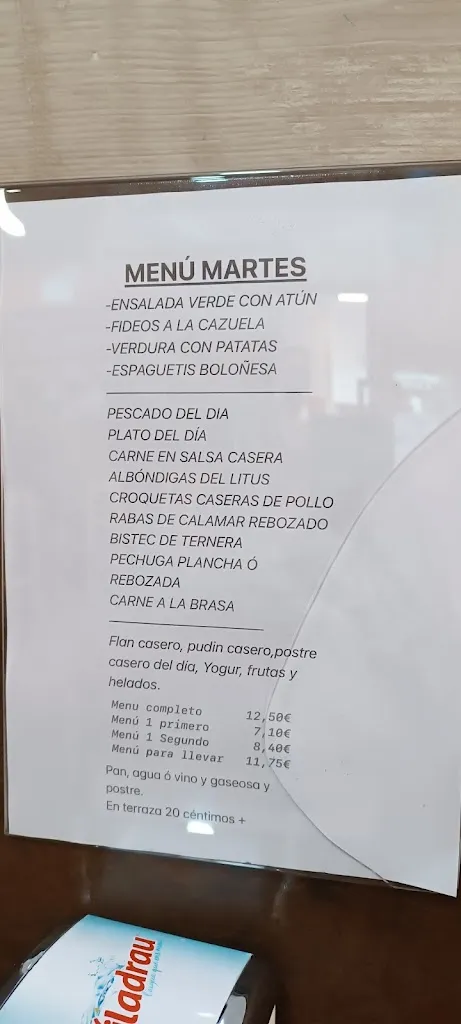 MENÚ MARTES
-ENSALADA VERDE CON ATÚN
-FIDEOS A LA CAZUELA
-VERDURA CON PATATAS
-ESPAGUETIS BOLOÑESA
PESCADO DEL DIA
PLATO DEL DÍA
CARNE EN SALSA CASERA
ALBÓNDIGAS DEL LITUS
CROQUETAS CASERAS DE POLLO
RABAS DE CALAMAR REBOZADO
BISTEC DE TERNERA
PECHUGA PLANCHA Ó
REBOZADA
CARNE A LA BRASA
Flan casero, pudin casero,postre
casero del día, Yogur, frutas y
helados.
Menu completo 12,50€
Menú 1 primero 7,10€
Menú 1 Segundo 8,40€
Menú para llevar 11,75€
Pan, agua ó vino y gaseosa y
postre.
En terraza 20 céntimos +
iladrau